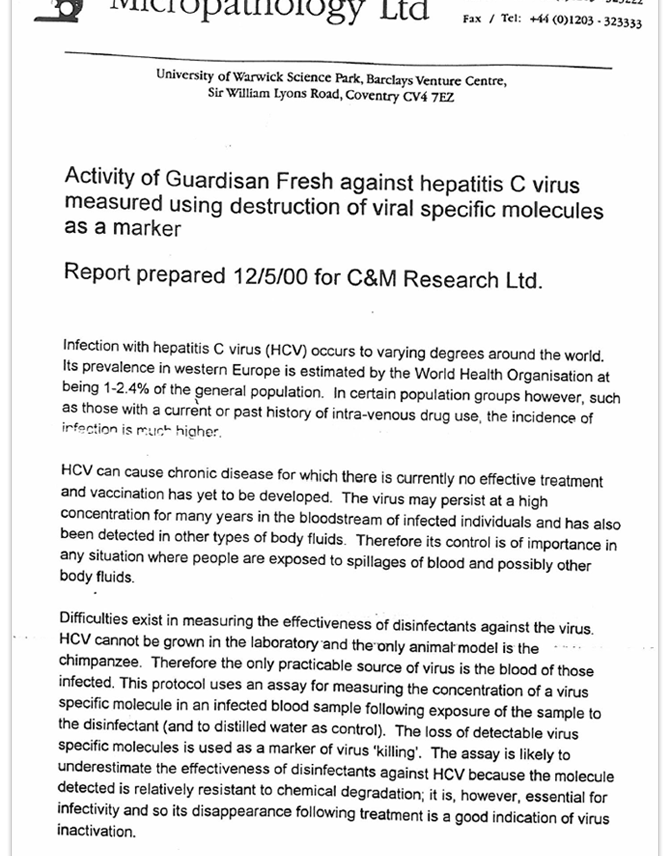 Micropathology Ltd
Fax / Tel: +44 (0)1203 - 323333
University of Warwick Science Park, Barclays Venture Centre,
Sir William Lyons Road, Coventry CV4 7EZ
Activity of Guardisan Fresh against hepatitis C virus
measured using destruction of viral specific molecules
as a marker
Report prepared 12/5/00 for C&M Research Ltd.
Infection with hepatitis C virus (HCV) occurs to varying degrees around the world.
Its prevalence in western Europe is estimated by the World Health Organisation at
being 1-2.4% of the general population. In certain population groups however, such
as those with a current or past history of intra-venous drug use, the incidence of
infection is much higher.
HCV can cause chronic disease for which there is currently no effective treatment
and vaccination has yet to be developed. The virus may persist at a high
concentration for many years in the bloodstream of infected individuals and has also
been detected in other types of body fluids. Therefore its control is of importance in
any situation where people are exposed to spillages of blood and possibly other
body fluids.
Difficulties exist in measuring the effectiveness of disinfectants against the virus.
HCV cannot be grown in the laboratory and the only animal model is the
chimpanzee. Therefore the only practicable source of virus is the blood of those
infected. This protocol uses an assay for measuring the concentration of a virus
specific molecule in an infected blood sample following exposure of the sample to
the disinfectant (and to distilled water as control). The loss of detectable virus
specific molecules is used as a marker of virus 'killing'. The assay is likely to
underestimate the effectiveness of disinfectants against HCV because the molecule
detected is relatively resistant to chemical degradation; it is, however, essential for
infectivity and so its disappearance following treatment is a good indication of virus
inactivation.